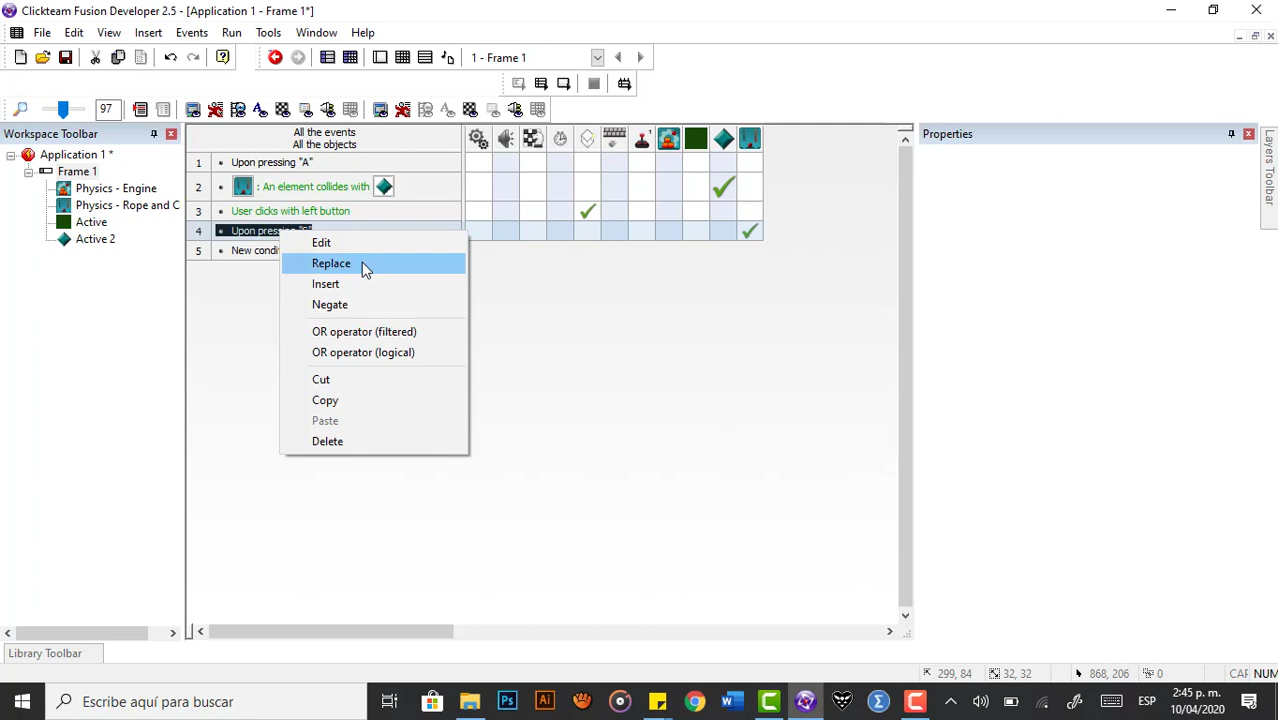 Clickteam Fusion Developer 2.5 - [Application 1 - Frame 1*]
File Edit View Insert Events Run Tools Window Help
1 - Frame 1
97
Workspace Toolbar
Application 1 *
Frame 1
Physics - Engine
Physics - Rope and C
Active
Active 2
All the events
All the objects
1 Upon pressing "A"
2 : An element collides with
3 User clicks with left button
4 Upon pressing "S"
5 New condi
Edit
Replace
Insert
Negate
OR operator (filtered)
OR operator (logical)
Cut
Copy
Paste
Delete
Properties
Layers Toolbar
Library Toolbar
299, 84 32, 32 868, 206 0 CAP NUM
Escribe aquí para buscar
ESP
2:45 p. m.
10/04/2020